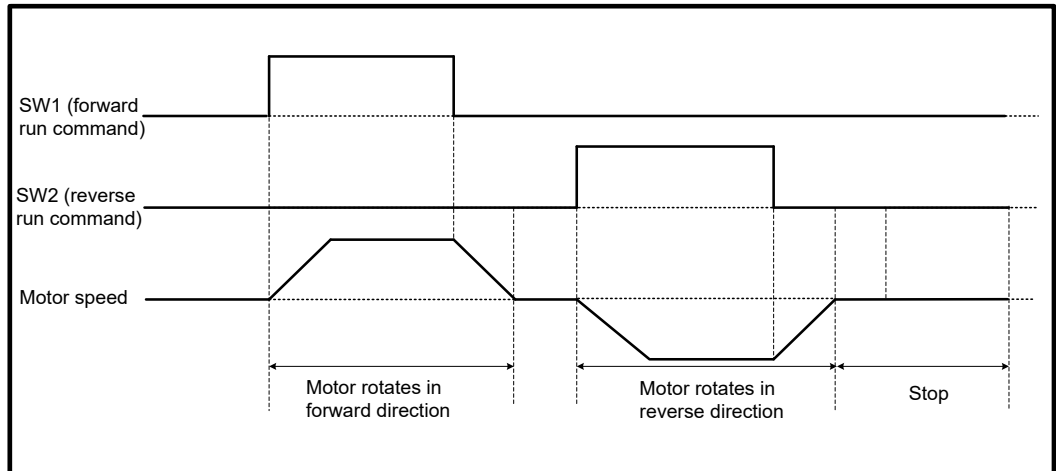 SW1 (forward
run command)
SW2 (reverse
run command)
Motor speed
Motor rotates in
forward direction
Motor rotates in
reverse direction
Stop